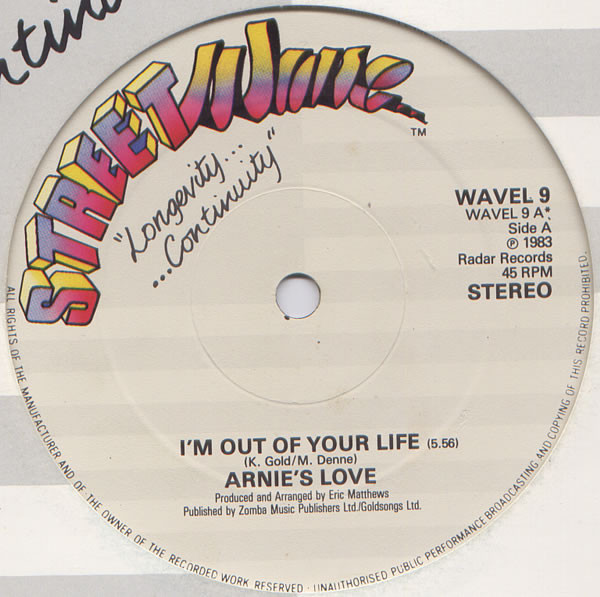 STREETWave
TM
"Longevity...
...Continuity"
WAVEL 9
WAVEL 9 A*.
Side A
℗ 1983
Radar Records
45 RPM
STEREO
I'M OUT OF YOUR LIFE (5.56)
(K. Gold/M. Denne)
ARNIE'S LOVE
Produced and Arranged by Eric Matthews
Published by Zomba Music Publishers Ltd./Goldsongs Ltd.
ALL RIGHTS OF THE MANUFACTURER AND OF THE OWNER OF THE RECORDED WORK RESERVED · UNAUTHORISED PUBLIC PERFORMANCE BROADCASTING AND COPYING OF THIS RECORD PROHIBITED.